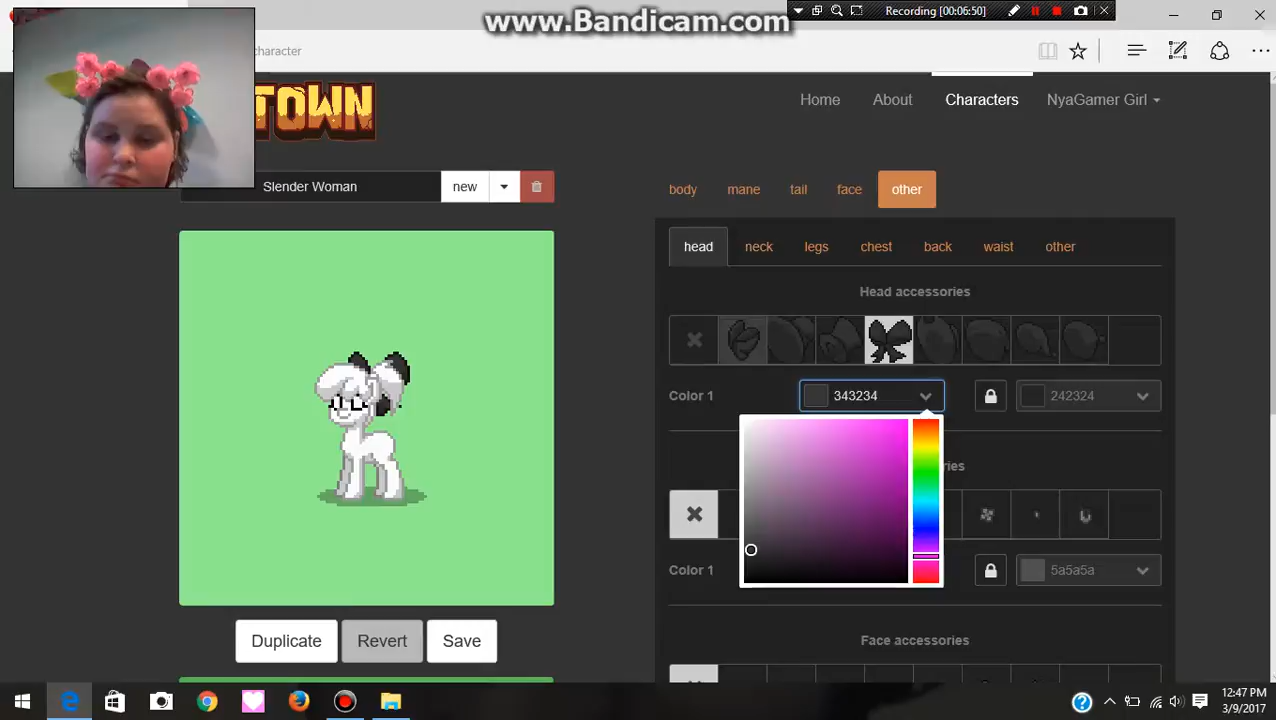 www.Bandicam.com
Recording [00:06:50]
character
TOWN
Home
About
Characters
NyaGamer Girl
Slender Woman
new
body
mane
tail
face
other
head
neck
legs
chest
back
waist
other
Head accessories
Color 1
343234
242324
ies
Color 1
5a5a5a
Face accessories
Duplicate
Revert
Save
12:47 PM
3/9/2017